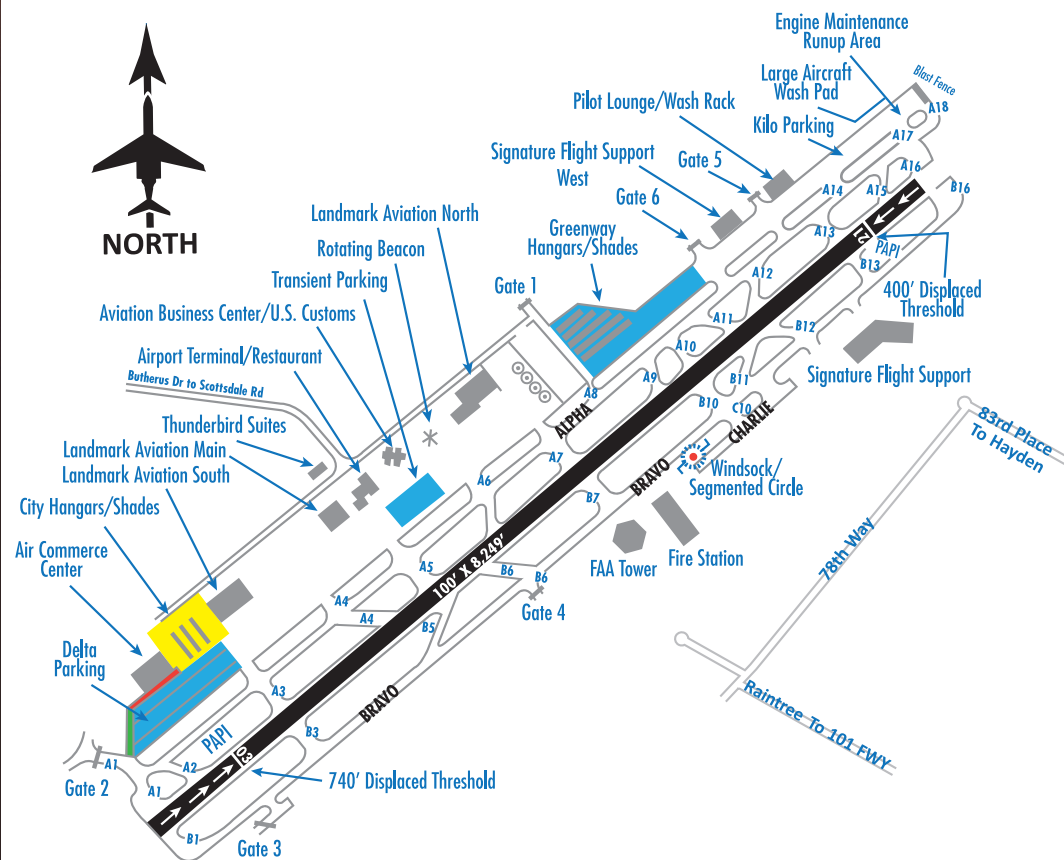 Engine Maintenance
Runup Area
Large Aircraft
Wash Pad
Blast Fence
Pilot Lounge/Wash Rack
Kilo Parking
A18
A17
Signature Flight Support
West
Gate 5
A16
Gate 6
A14
A15
B16
Landmark Aviation North
Greenway
Hangars/Shades
A13
21
PAPI
Rotating Beacon
NORTH
Transient Parking
A12
B13
400' Displaced
Threshold
Gate 1
Aviation Business Center/U.S. Customs
A11
B12
A10
Airport Terminal/Restaurant
Butherus Dr to Scottsdale Rd
A9
B11
Signature Flight Support
A8
B10
C10
ALPHA
CHARLIE
83rd Place
To Hayden
Thunderbird Suites
Landmark Aviation Main
A7
Landmark Aviation South
A6
BRAVO
Windsock/
Segmented Circle
City Hangars/Shades
B7
Air Commerce
Center
100' X 8,249'
FAA Tower
Fire Station
78th Way
A5
B6
B6
Gate 4
A4
A4
B5
Delta
Parking
A3
BRAVO
Raintree To 101 FWY
PAPI
B3
03
A1
A2
740' Displaced Threshold
Gate 2
A1
B1
Gate 3